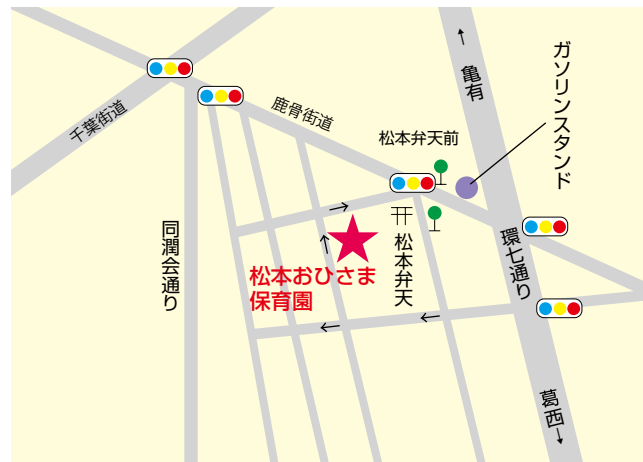 千葉街道
鹿骨街道
松本弁天前
↑
亀有
ガソリンスタンド
同潤会通り
→
↑
松本おひさま
保育園
松本弁天
環七通り
←
←
葛西
↓